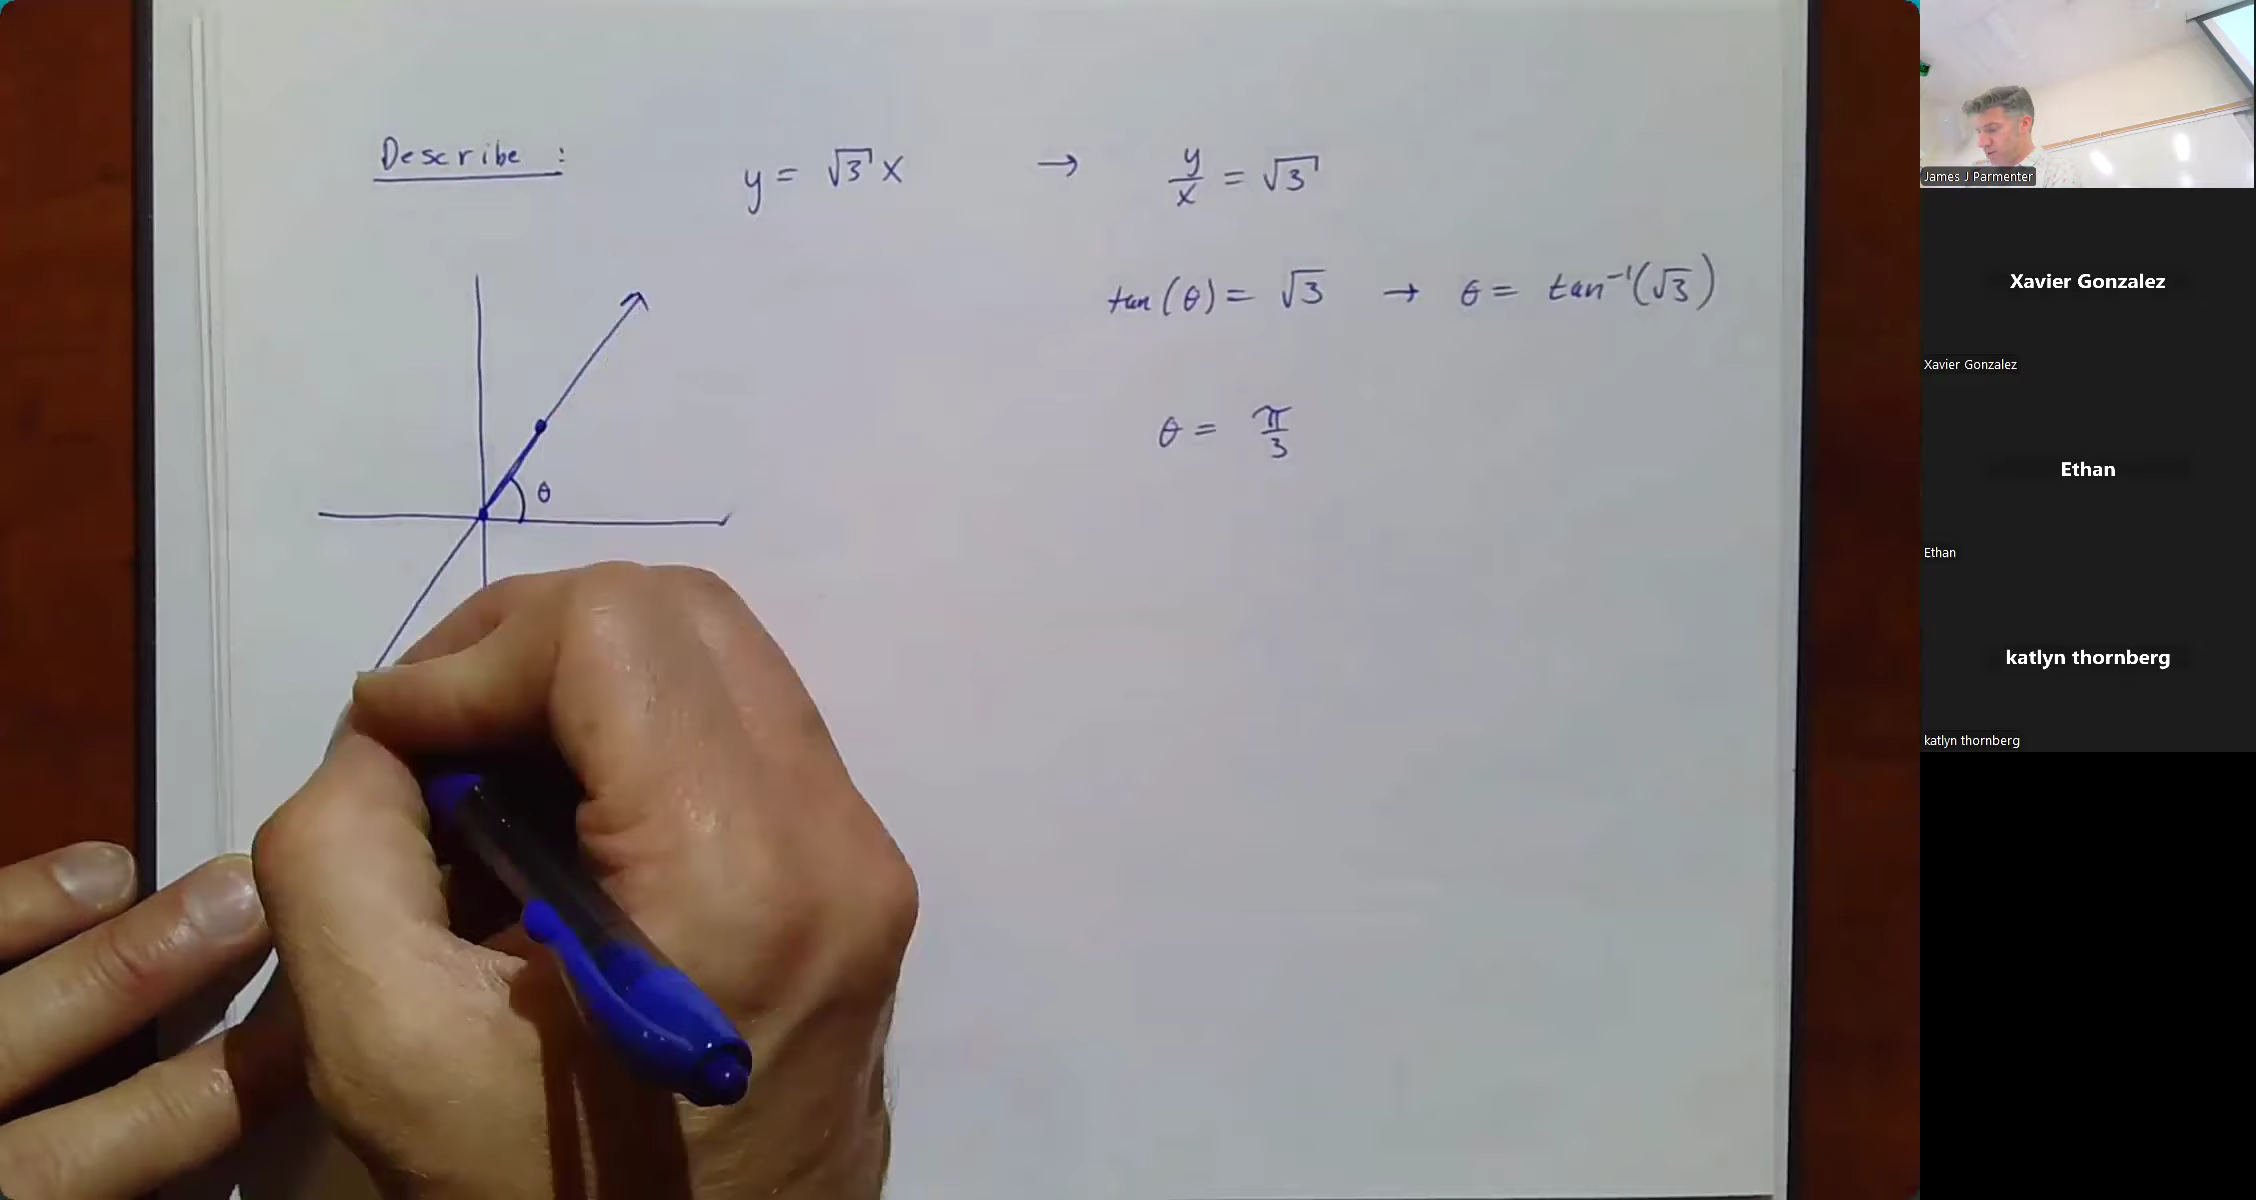 Describe : y = √3 x → y/x = √3
tan(θ) = √3 → θ = tan⁻¹(√3)
θ = π/3
θ
James J Parmenter
Xavier Gonzalez
Xavier Gonzalez
Ethan
Ethan
katlyn thornberg
katlyn thornberg